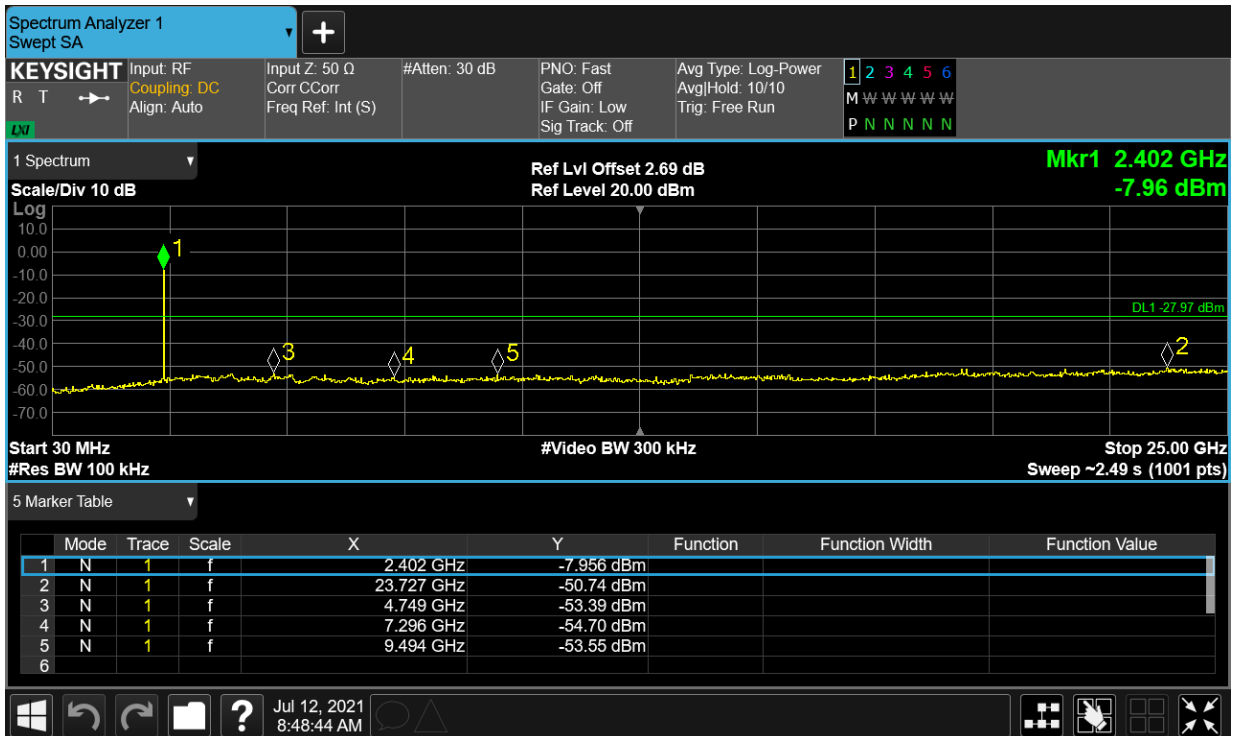 Spectrum Analyzer 1
Swept SA
+
KEYSIGHT
R T
LXI
Input: RF
Coupling: DC
Align: Auto
Input Z: 50 Ω
Corr CCorr
Freq Ref: Int (S)
#Atten: 30 dB
PNO: Fast
Gate: Off
IF Gain: Low
Sig Track: Off
Avg Type: Log-Power
Avg|Hold: 10/10
Trig: Free Run
1 2 3 4 5 6
M W W W W W
P N N N N N
1 Spectrum
Scale/Div 10 dB
Ref Lvl Offset 2.69 dB
Ref Level 20.00 dBm
Mkr1 2.402 GHz
-7.96 dBm
Log
10.0
0.00
-10.0
-20.0
-30.0
-40.0
-50.0
-60.0
-70.0
1
DL1 -27.97 dBm
3
4
5
2
Start 30 MHz
#Video BW 300 kHz
Stop 25.00 GHz
#Res BW 100 kHz
Sweep ~2.49 s (1001 pts)
5 Marker Table
Mode Trace Scale X Y Function Function Width Function Value
1 N 1 f 2.402 GHz -7.956 dBm
2 N 1 f 23.727 GHz -50.74 dBm
3 N 1 f 4.749 GHz -53.39 dBm
4 N 1 f 7.296 GHz -54.70 dBm
5 N 1 f 9.494 GHz -53.55 dBm
6
?
Jul 12, 2021
8:48:44 AM